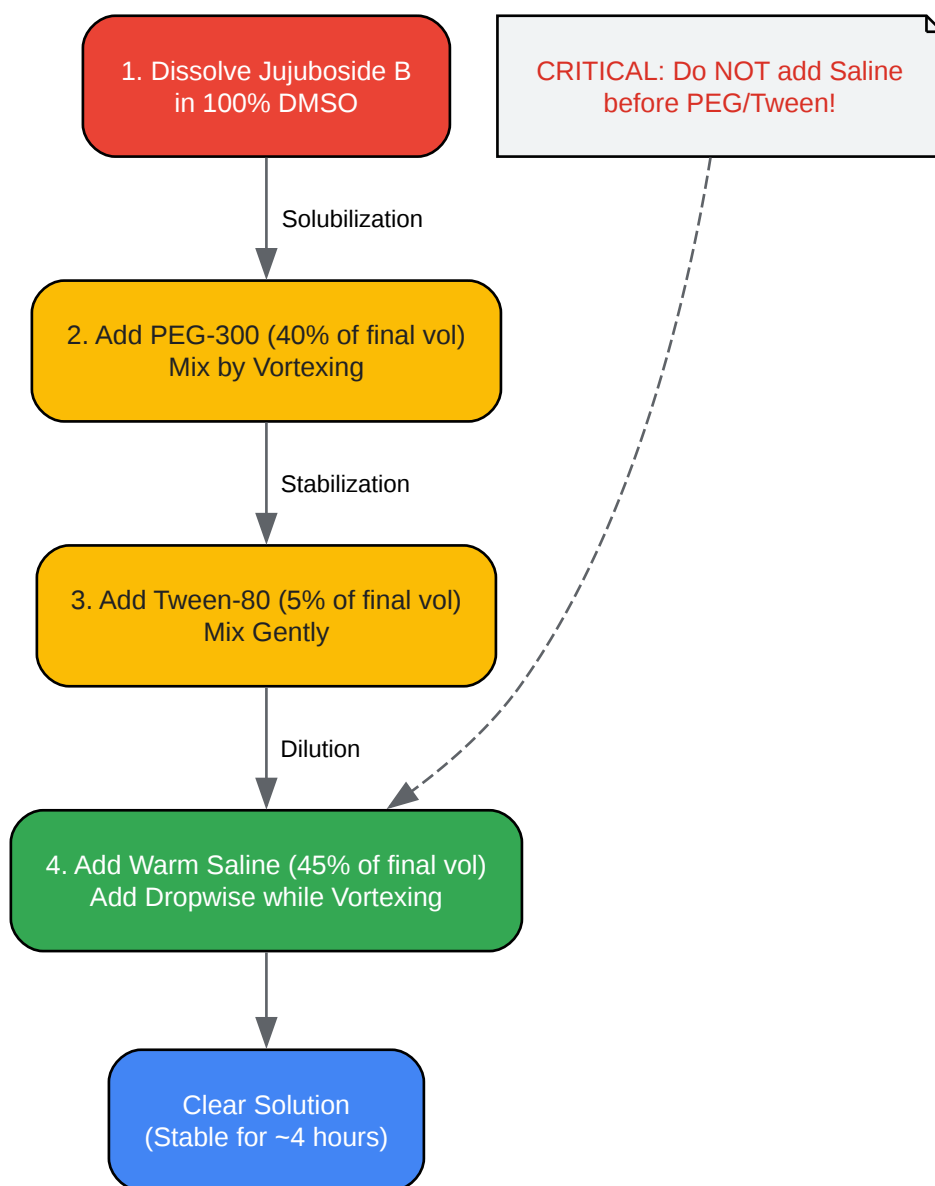 1. Dissolve Jujuboside B
in 100% DMSO
CRITICAL: Do NOT add Saline
before PEG/Tween!
Solubilization
2. Add PEG-300 (40% of final vol)
Mix by Vortexing
Stabilization
3. Add Tween-80 (5% of final vol)
Mix Gently
Dilution
4. Add Warm Saline (45% of final vol)
Add Dropwise while Vortexing
Clear Solution
(Stable for ~4 hours)